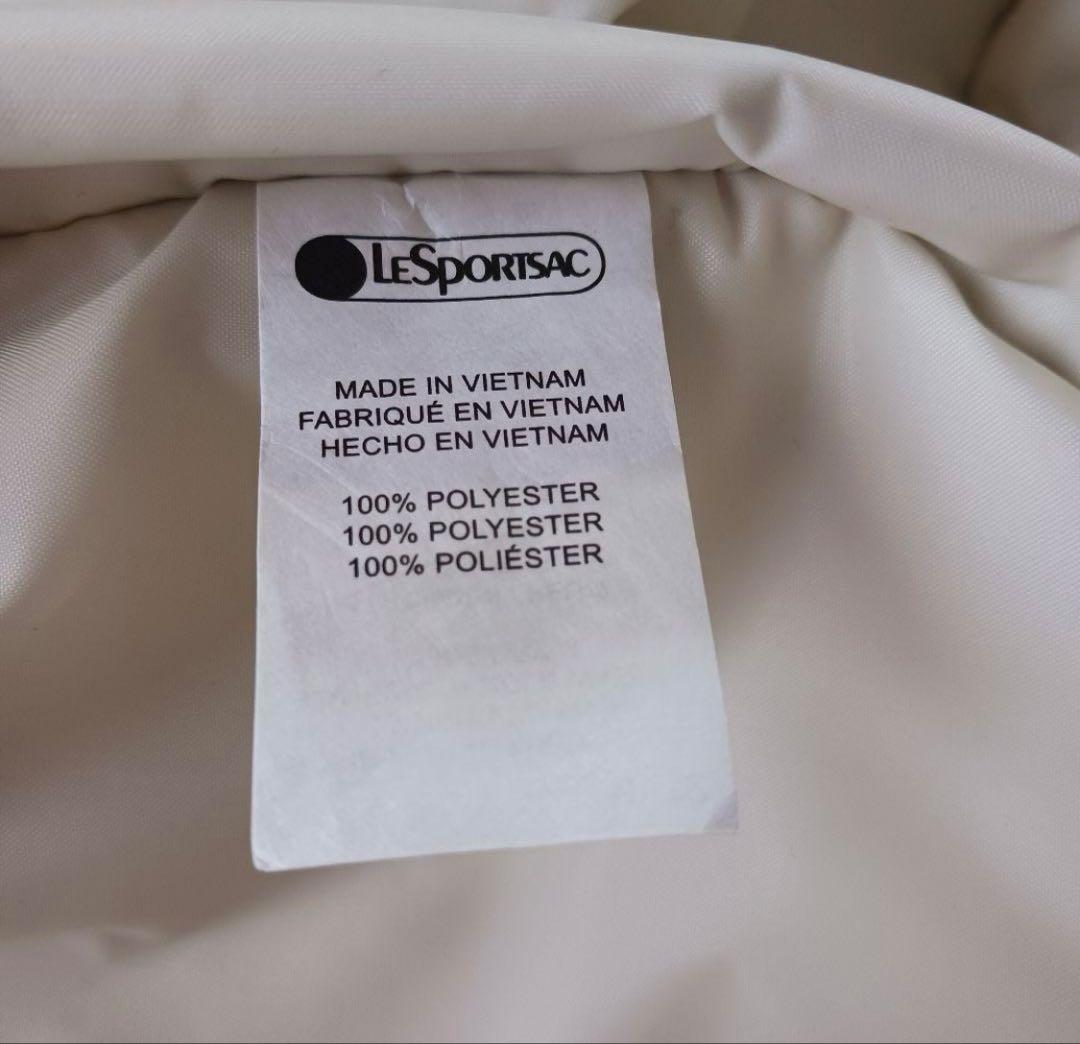 LESPORTSAC
MADE IN VIETNAM
FABRIQUÉ EN VIETNAM
HECHO EN VIETNAM
100% POLYESTER
100% POLYESTER
100% POLIÉSTER